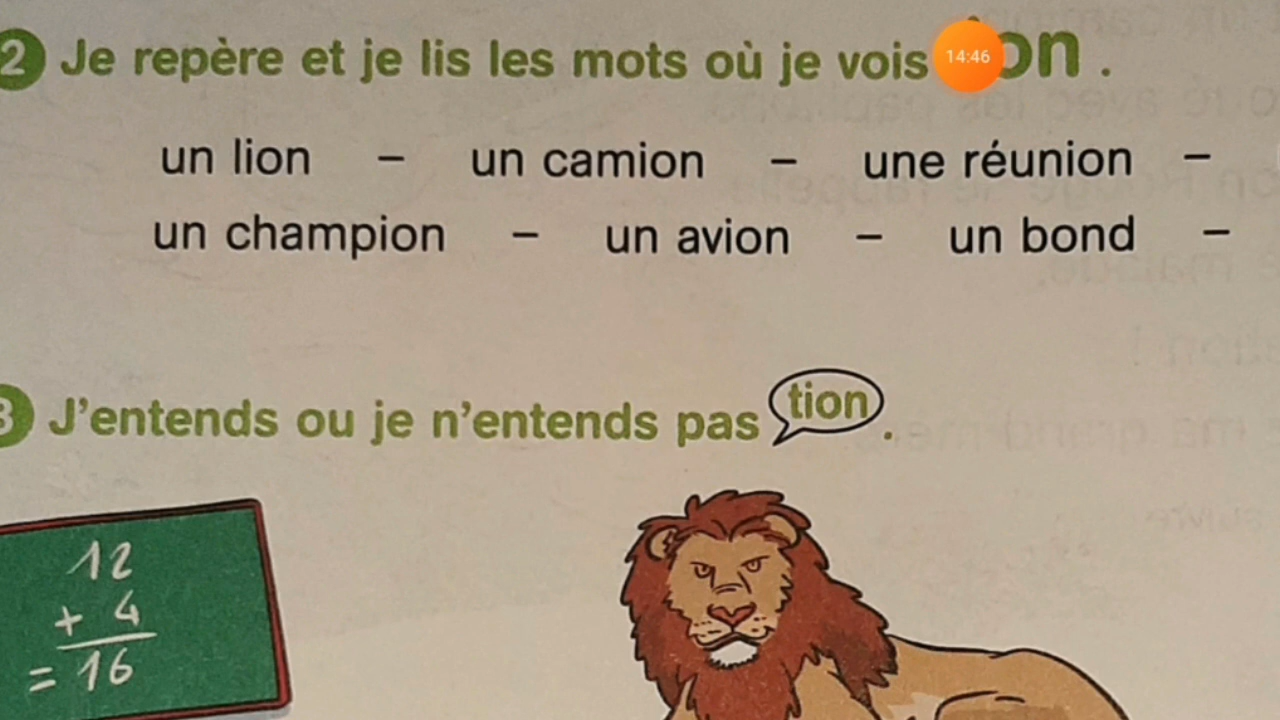 2 Je repère et je lis les mots où je vois on .
14:46
un lion – un camion – une réunion –
un champion – un avion – un bond –
3 J'entends ou je n'entends pas tion .
12
+ 4
= 16